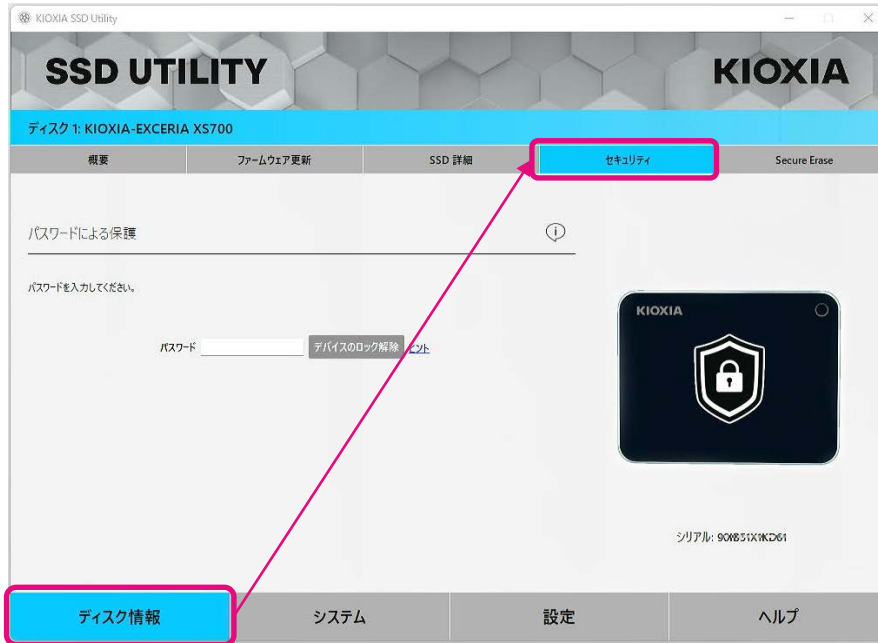 KIOXIA SSD Utility
SSD UTILITY
KIOXIA
ディスク 1: KIOXIA-EXCERIA XS700
概要
ファームウェア更新
SSD 詳細
セキュリティ
Secure Erase
パスワードによる保護
パスワードを入力してください。
パスワード
デバイスのロック解除
ヒント
KIOXIA
シリアル:
ディスク情報
システム
設定
ヘルプ